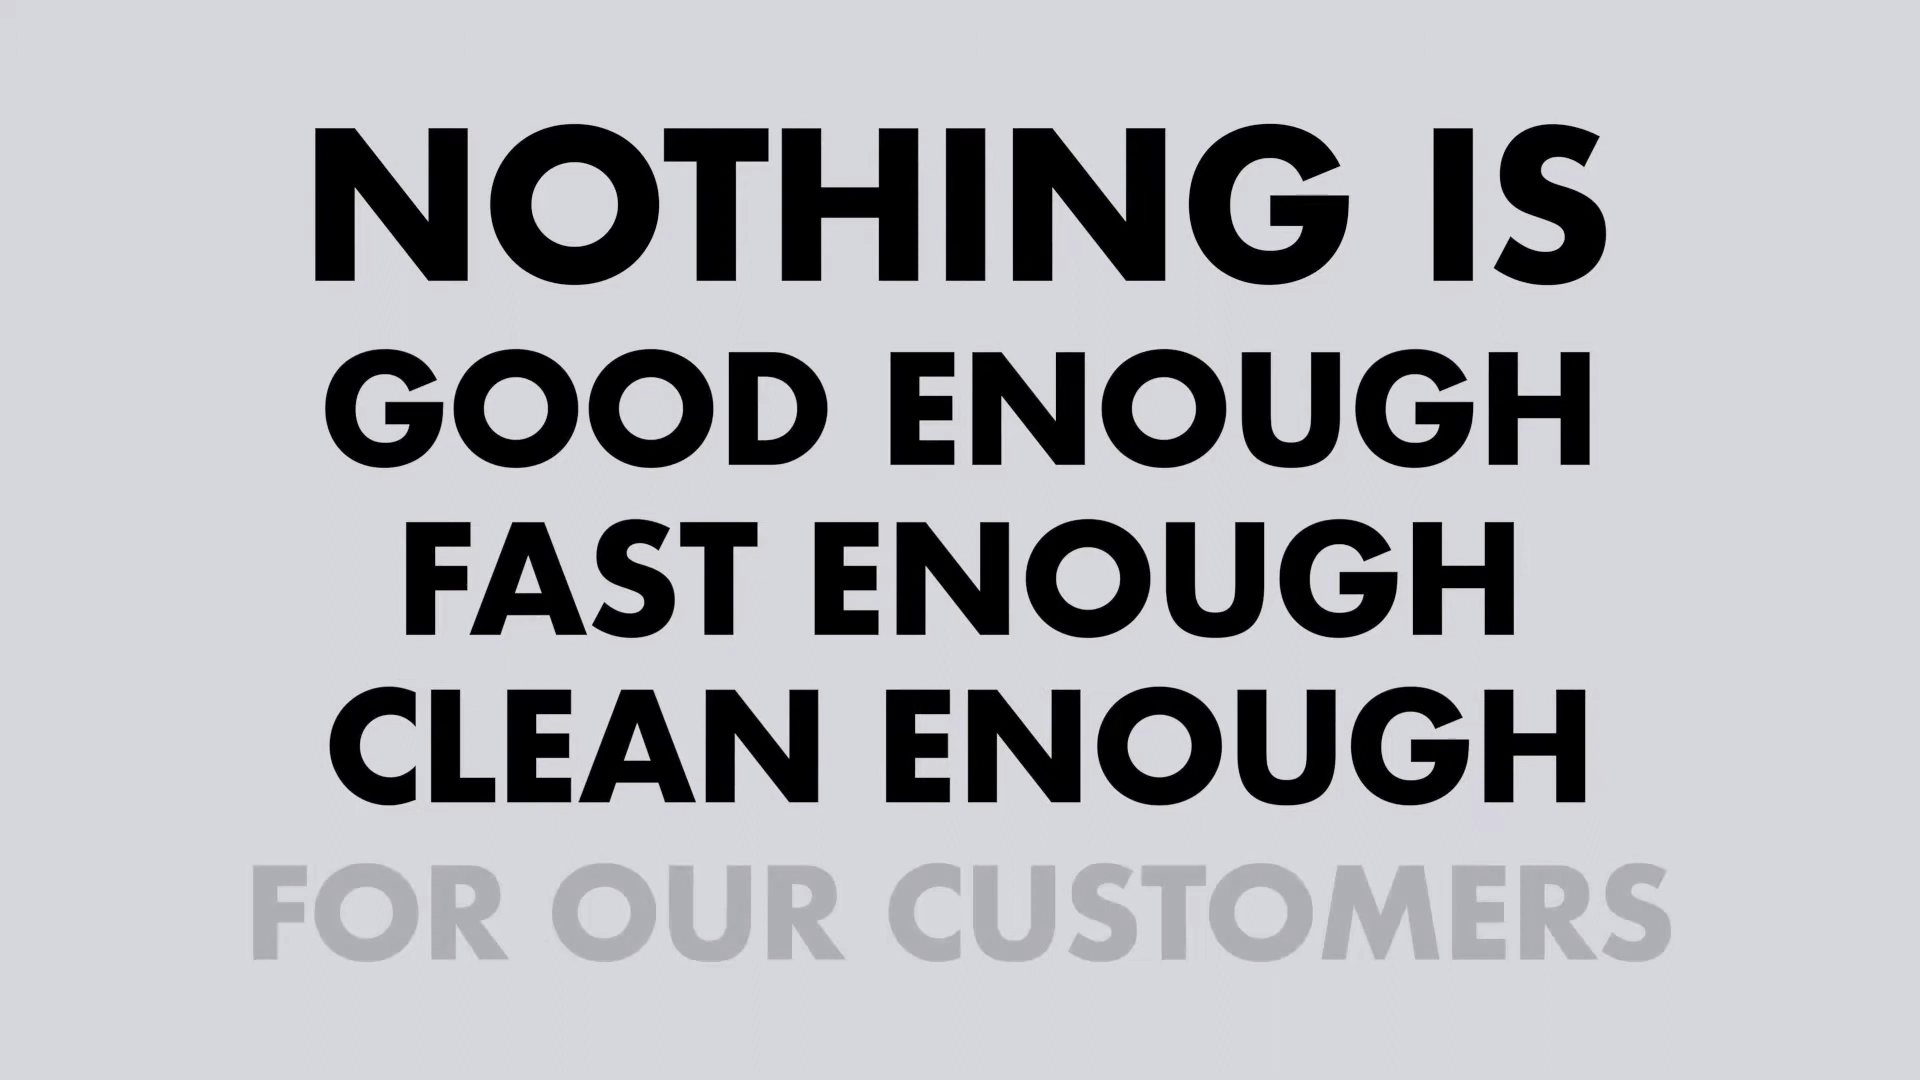 NOTHING IS
GOOD ENOUGH
FAST ENOUGH
CLEAN ENOUGH
FOR OUR CUSTOMERS